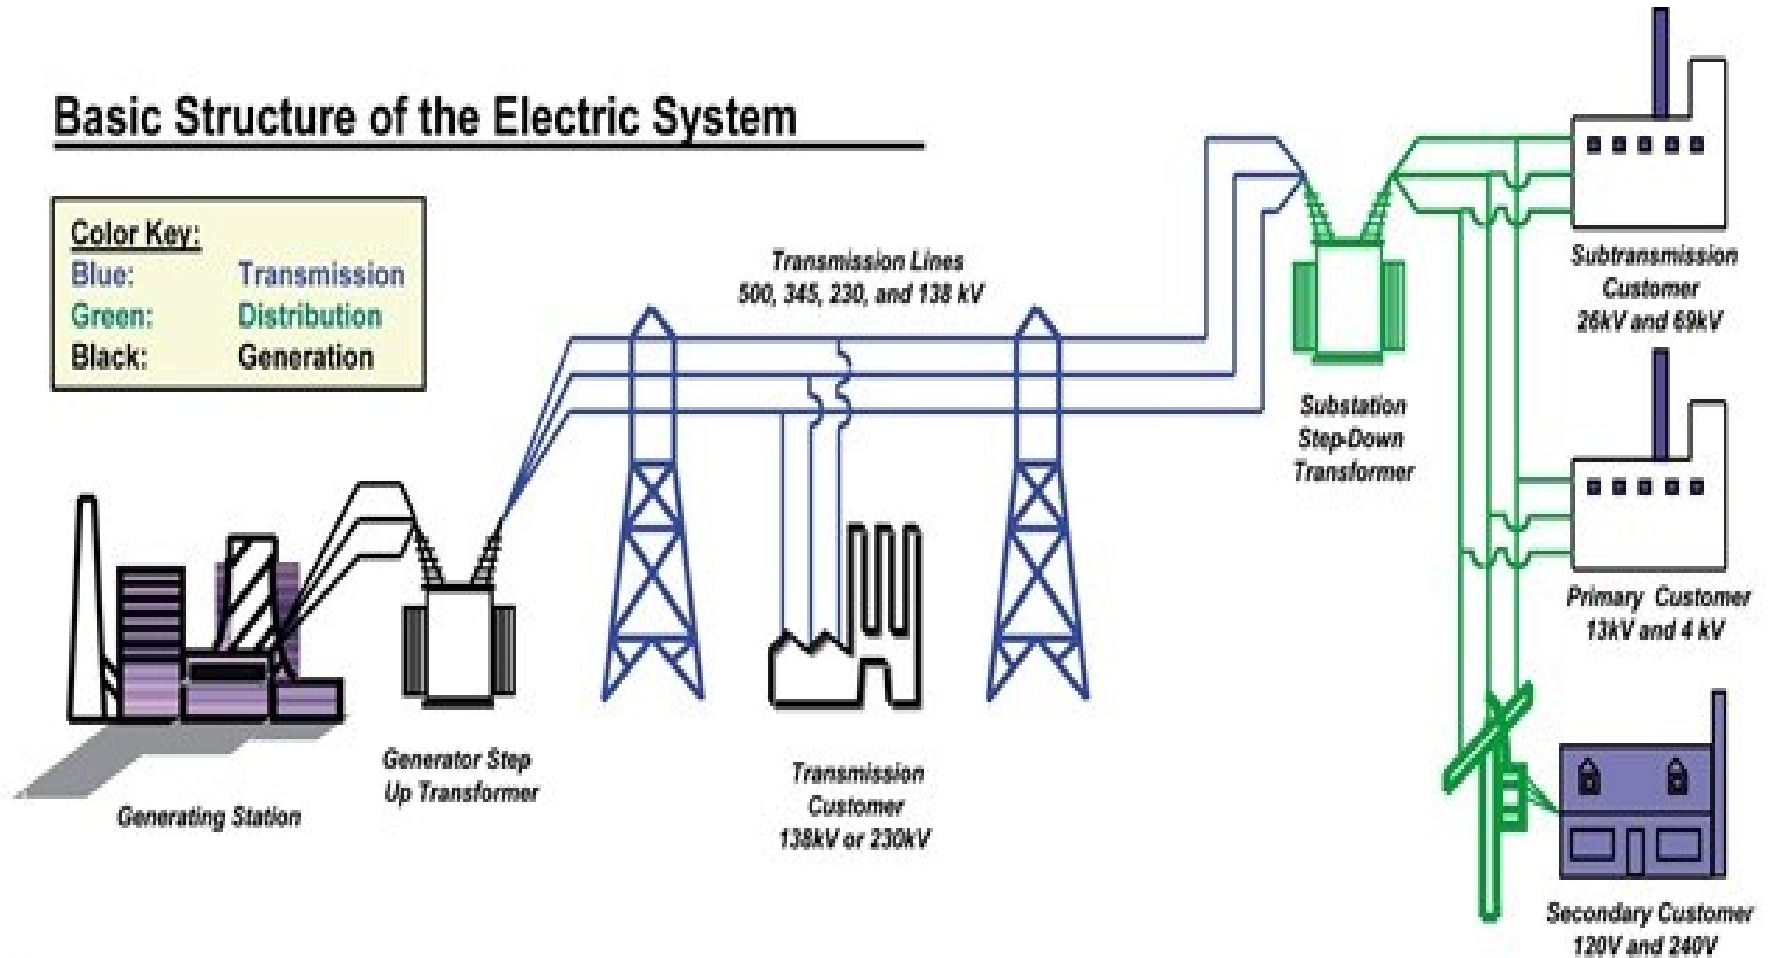 Basic Structure of the Electric System
Color Key:
Blue: Transmission
Green: Distribution
Black: Generation
Transmission Lines
500, 345, 230, and 138 kV
Generating Station
Generator Step
Up Transformer
Transmission
Customer
138kV or 230kV
Substation
Step-Down
Transformer
Subtransmission
Customer
26kV and 69kV
Primary Customer
13kV and 4 kV
Secondary Customer
120V and 240V